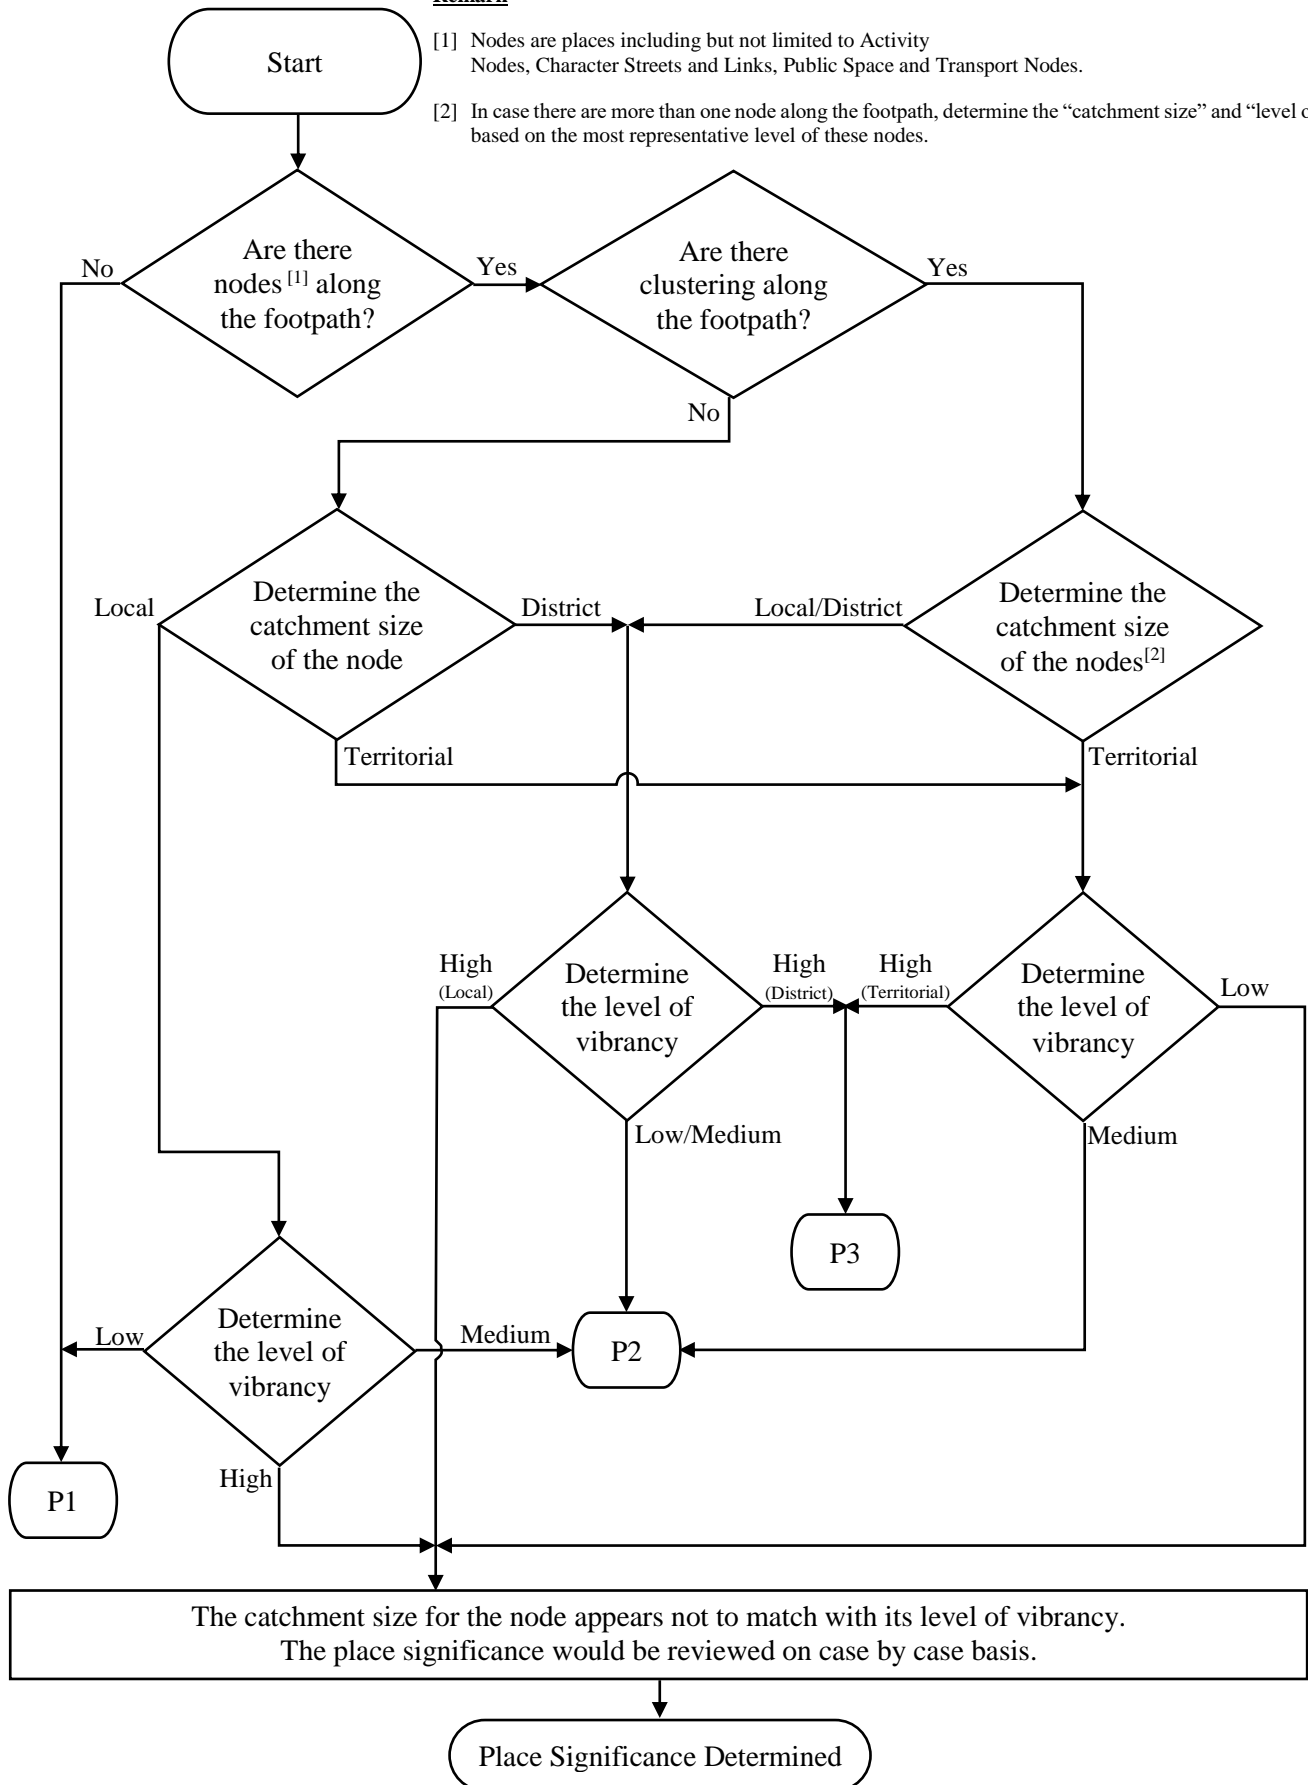 Remark
Start
[1] Nodes are places including but not limited to Activity
Nodes, Character Streets and Links, Public Space and Transport Nodes.
[2] In case there are more than one node along the footpath, determine the “catchment size” and “level
based on the most representative level of these nodes.
Are there
nodes [1] along
the footpath?
No
Yes
Are there
clustering along
the footpath?
Yes
No
Determine the
catchment size
of the node
Local
District
Territorial
Local/District
Determine the
catchment size
of the nodes[2]
Territorial
High
(Local)
Determine
the level of
vibrancy
High
(District)
Low/Medium
High
(Territorial)
Determine
the level of
vibrancy
Low
Medium
P3
Low
Determine
the level of
vibrancy
Medium
High
P2
P1
The catchment size for the node appears not to match with its level of vibrancy.
The place significance would be reviewed on case by case basis.
Place Significance Determined